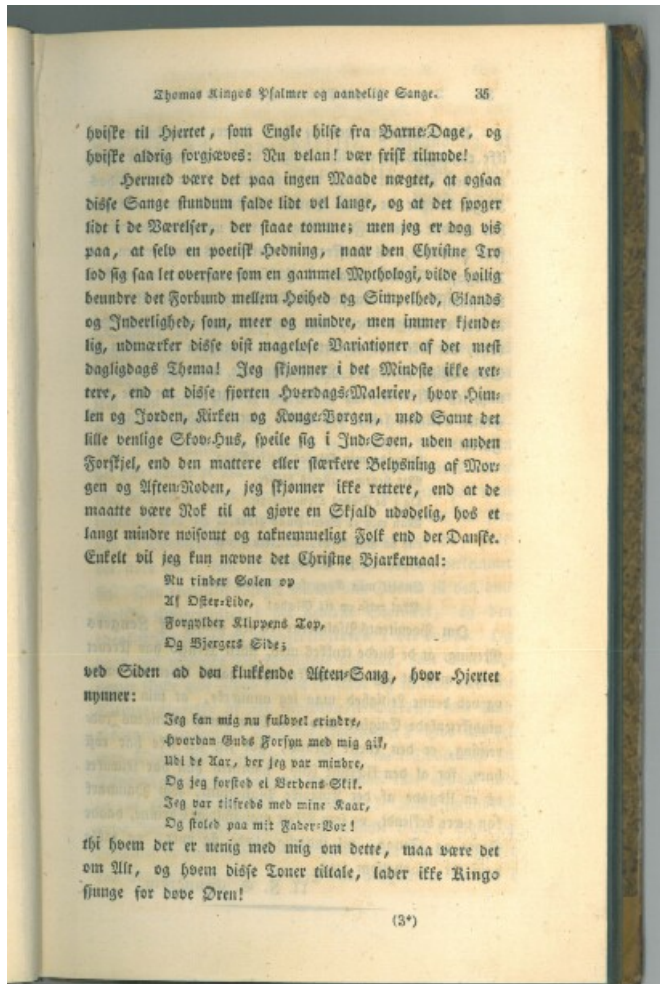 Thomas Kingos Psalmer og aandelige Sange. 35
hviske til Hjertet, som Engle hilse fra Barne-Dage, og
hviske aldrig forgjæves: Nu velan! vær frisk tilmode!
Hermed være det paa ingen Maade nægtet, at ogsaa
disse Sange stundum falde lidt vel lange, og at det spøger
lidt i de Værelser, der staae tomme; men jeg er dog vis
paa, at selv en poetisk Hedning, naar den Christne Tro
lod sig saa let overfare som en gammel Mythologi, vilde høilig
beundre det Forbund mellem Høihed og Simpelhed, Glands
og Inderlighed, som, meer og mindre, men immer kjende-
lig, udmærker disse vist mageløse Variationer af det mest
dagligdags Thema! Jeg skjønner i det Mindste ikke ret-
tere, end at disse fjorten Hverdags-Malerier, hvor Him-
len og Jorden, Kirken og Konge-Borgen, med Samt det
lille venlige Skov-Hus, speile sig i Ind-Søen, uden anden
Forskjel, end den mattere eller stærkere Belysning af Mor-
gen og Aften-Røden, jeg skjønner ikke rettere, end at de
maatte være Nok til at gjøre en Skjald udødelig, hos et
langt mindre nøisomt og taknemmeligt Folk end det Danske.
Enkelt vil jeg kun nævne det Christne Bjarkemaal:
Nu rinder Solen op
Af Øster-Lide,
Forgylder Klippens Top,
Og Bjergets Side;
ved Siden ad den klukkende Aften-Sang, hvor Hjertet
nynner:
Jeg kan mig nu fuldvel erindre,
Hvordan Guds Forsyn med mig gik,
Udi de Aar, der jeg var mindre,
Og jeg forstod ei Verdens-Skik.
Jeg var tilfreds med mine Kaar,
Og stoled paa mit Fader-Vor!
thi hvem der er uenig med mig om dette, maa være det
om Alt, og hvem disse Toner tiltale, lader ikke Kingo
sjunge for døve Øren!
(3*)